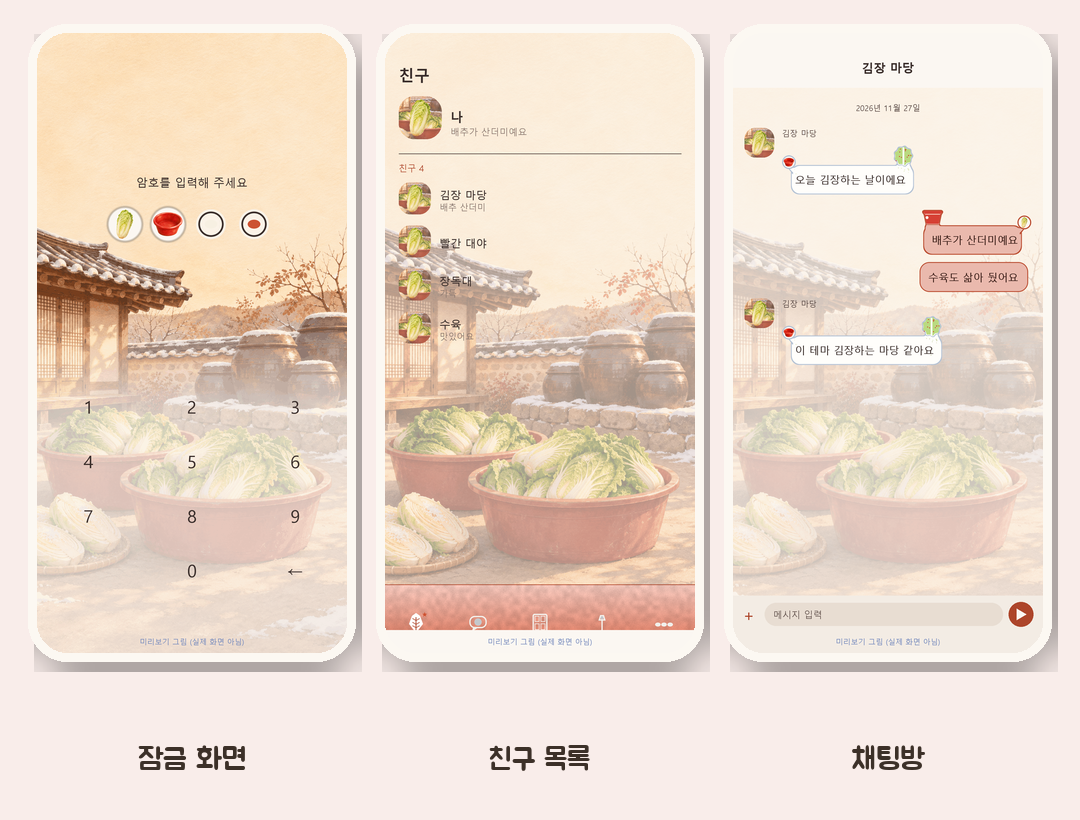 암호를 입력해 주세요
1 2 3
4 5 6
7 8 9
0 ←
미리보기 그림 (실제 화면 아님)
잠금 화면
친구
나
배추가 산더미예요
친구 4
김장 마당
배추 산더미
빨간 대야
장독대
수육
맛있어요
미리보기 그림 (실제 화면 아님)
친구 목록
김장 마당
2026년 11월 27일
김장 마당
오늘 김장하는 날이에요
배추가 산더미예요
수육도 삶아 뒀어요
김장 마당
이 테마 김장하는 마당 같아요
+ 메시지 입력
미리보기 그림 (실제 화면 아님)
채팅방